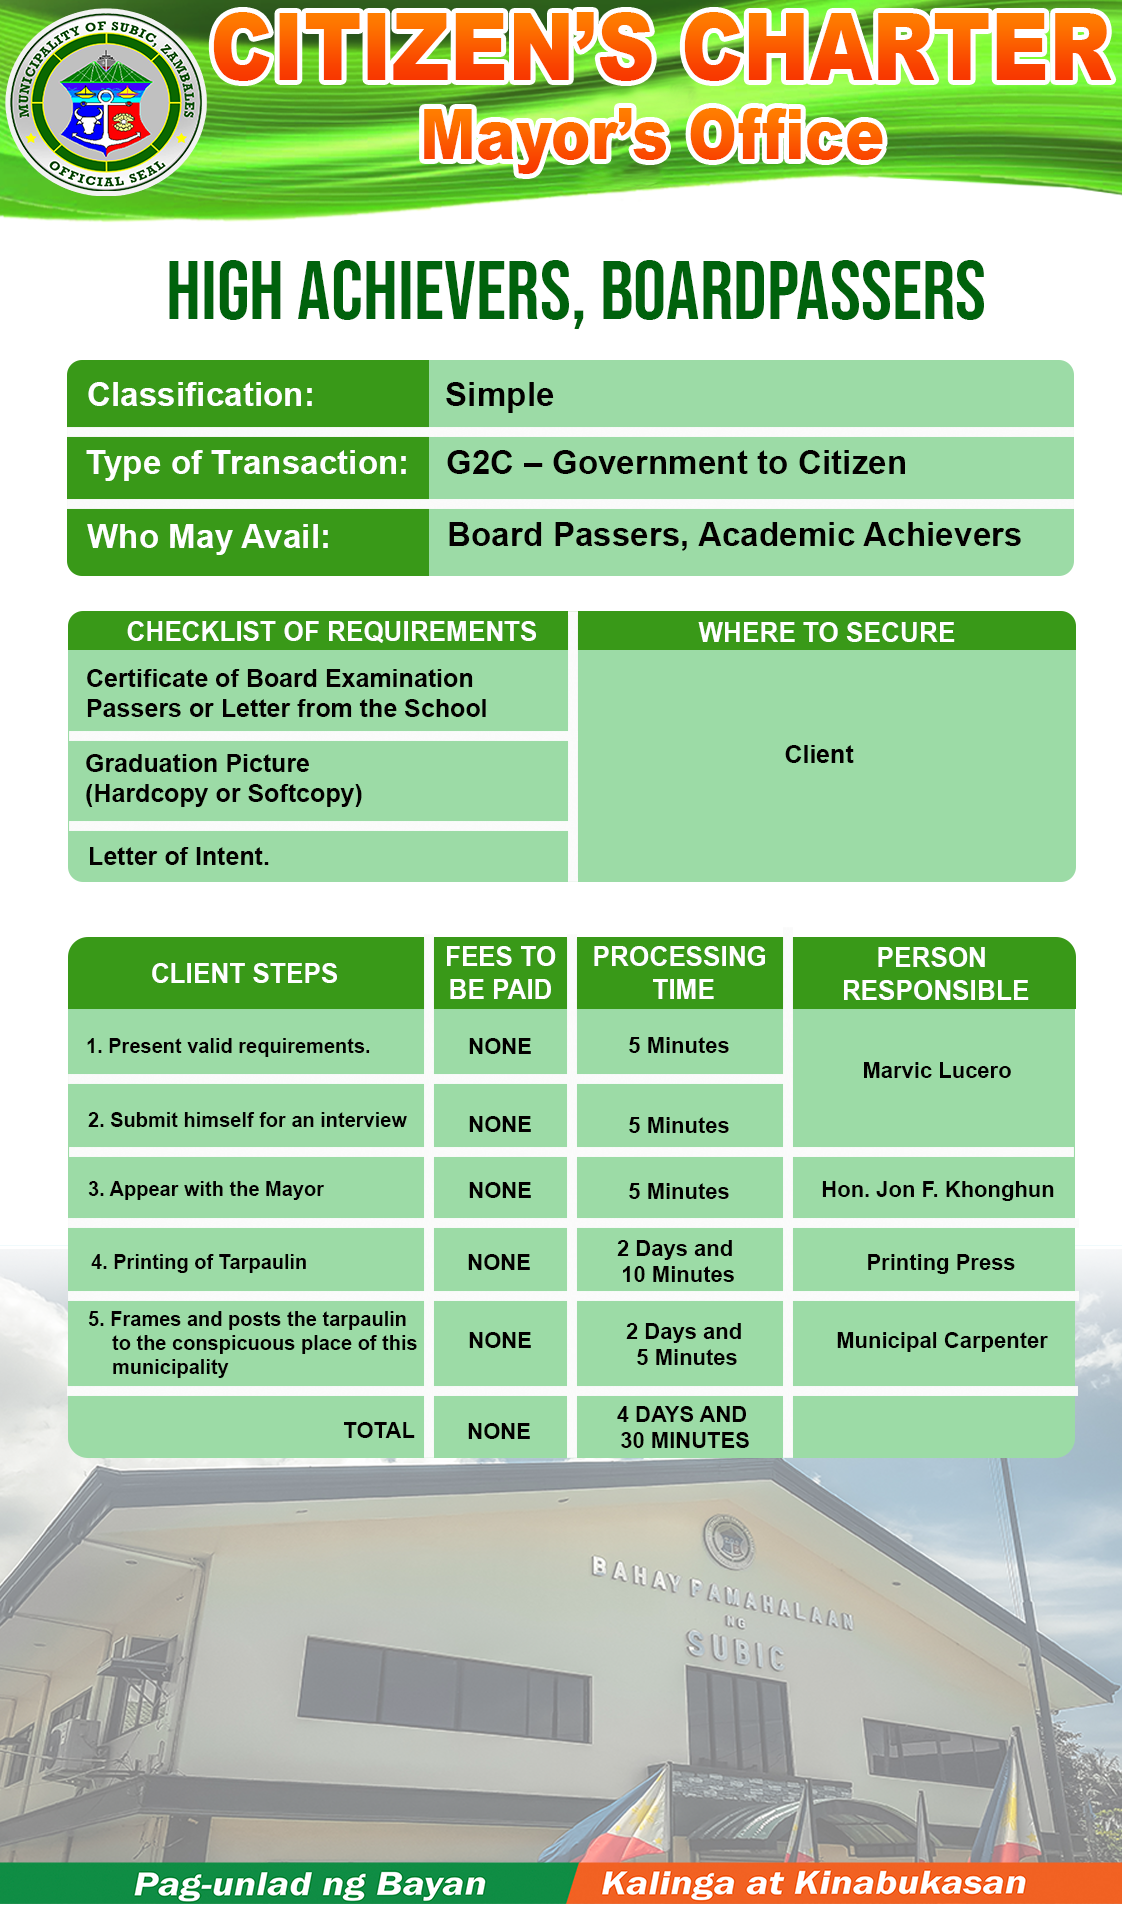 MUNICIPALITY OF SUBIC, ZAMBALES
OFFICIAL SEAL
CITIZEN'S CHARTER
Mayor's Office
HIGH ACHIEVERS, BOARDPASSERS
Classification:
Simple
Type of Transaction:
G2C – Government to Citizen
Who May Avail:
Board Passers, Academic Achievers
CHECKLIST OF REQUIREMENTS
WHERE TO SECURE
Certificate of Board Examination
Passers or Letter from the School
Graduation Picture
(Hardcopy or Softcopy)
Letter of Intent.
Client
CLIENT STEPS
FEES TO
BE PAID
PROCESSING
TIME
PERSON
RESPONSIBLE
1. Present valid requirements.
NONE
5 Minutes
Marvic Lucero
2. Submit himself for an interview
NONE
5 Minutes
3. Appear with the Mayor
NONE
5 Minutes
Hon. Jon F. Khonghun
4. Printing of Tarpaulin
NONE
2 Days and
10 Minutes
Printing Press
5. Frames and posts the tarpaulin
to the conspicuous place of this
municipality
NONE
2 Days and
5 Minutes
Municipal Carpenter
TOTAL
NONE
4 DAYS AND
30 MINUTES
BAHAY PAMAHALAAN
NG
SUBIC
Pag-unlad ng Bayan
Kalinga at Kinabukasan